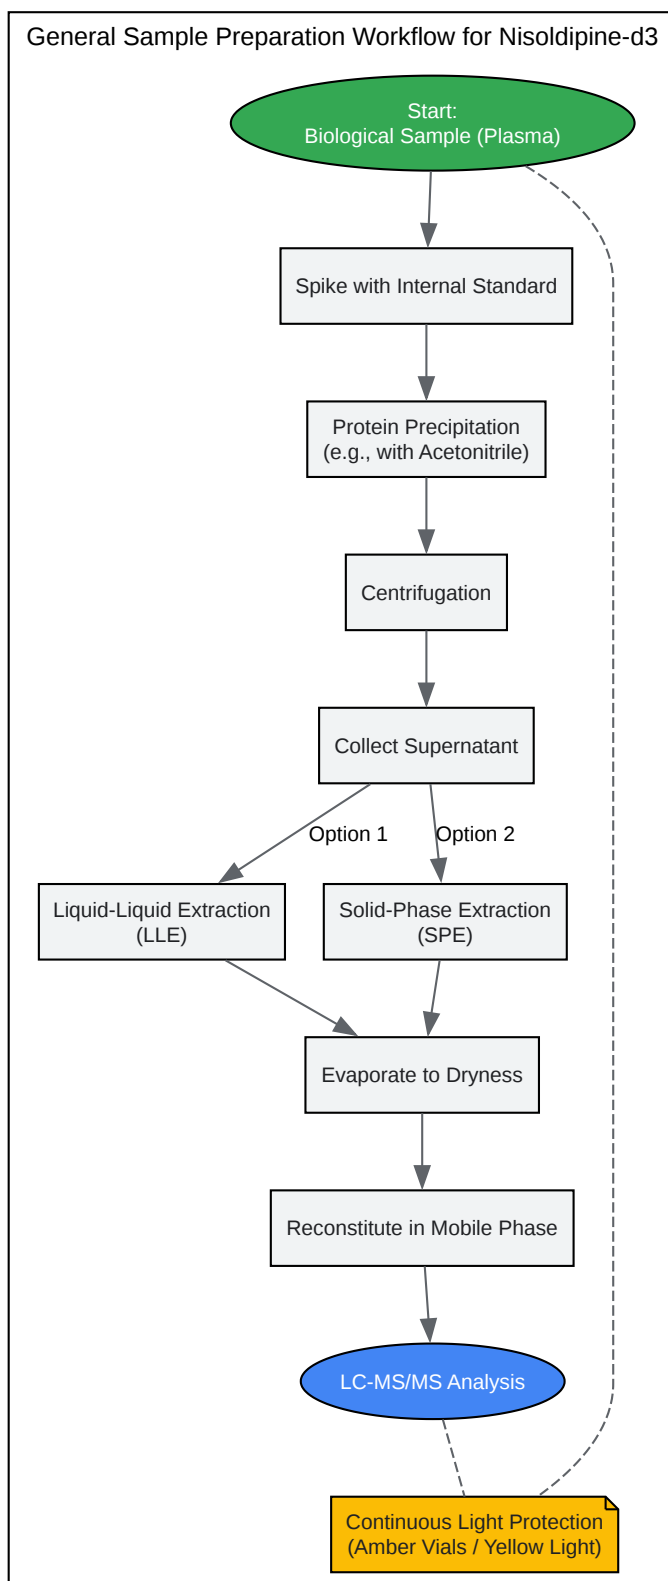 General Sample Preparation Workflow for Nisoldipine-d3
Start:
Biological Sample (Plasma)
Spike with Internal Standard
Protein Precipitation
(e.g., with Acetonitrile)
Centrifugation
Collect Supernatant
Option 1
Option 2
Liquid-Liquid Extraction
(LLE)
Solid-Phase Extraction
(SPE)
Evaporate to Dryness
Reconstitute in Mobile Phase
LC-MS/MS Analysis
Continuous Light Protection
(Amber Vials / Yellow Light)